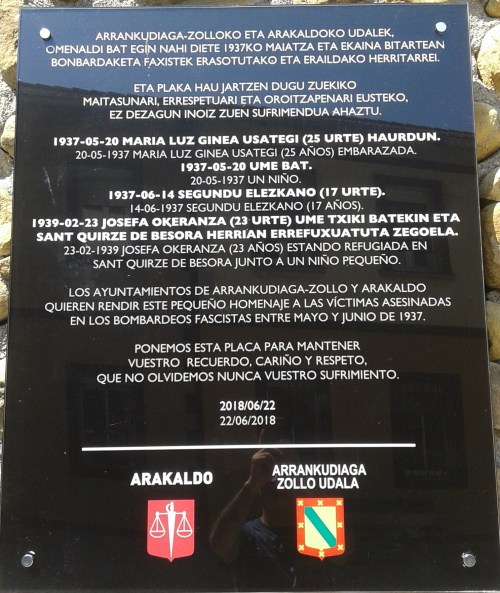 ARRANKUDIAGA-ZOLLOKO ETA ARAKALDOKO UDALEK,
OMENALDI BAT EGIN NAHI DIETE 1937KO MAIATZA ETA EKAINA BITARTEAN
BONBARDAKETA FAXISTEK ERASOTUTAKO ETA ERAILDAKO HERRITARREI.
ETA PLAKA HAU JARTZEN DUGU ZUEKIKO
MAITASUNARI, ERRESPETUARI ETA OROITZAPENARI EUSTEKO,
EZ DEZAGUN INOIZ ZUEN SUFRIMENDUA AHAZTU.
1937-05-20 MARIA LUZ GINEA USATEGI (25 URTE) HAURDUN.
20-05-1937 MARIA LUZ GINEA USATEGI (25 AÑOS) EMBARAZADA.
1937-05-20 UME BAT.
20-05-1937 UN NIÑO.
1937-06-14 SEGUNDU ELEZKANO (17 URTE).
14-06-1937 SEGUNDU ELEZKANO (17 AÑOS).
1939-02-23 JOSEFA OKERANZA (23 URTE) UME TXIKI BATEKIN ETA
SANT QUIRZE DE BESORA HERRIAN ERREFUXUATUTA ZEGOELA.
23-02-1939 JOSEFA OKERANZA (23 AÑOS) ESTANDO REFUGIADA EN
SANT QUIRZE DE BESORA JUNTO A UN NIÑO PEQUEÑO.
LOS AYUNTAMIENTOS DE ARRANKUDIAGA-ZOLLO Y ARAKALDO
QUIEREN RENDIR ESTE PEQUEÑO HOMENAJE A LAS VÍCTIMAS ASESINADAS
EN LOS BOMBARDEOS FASCISTAS ENTRE MAYO Y JUNIO DE 1937.
PONEMOS ESTA PLACA PARA MANTENER
VUESTRO RECUERDO, CARIÑO Y RESPETO,
QUE NO OLVIDEMOS NUNCA VUESTRO SUFRIMIENTO.
2018/06/22
22/06/2018
ARAKALDO
ARRANKUDIAGA
ZOLLO UDALA